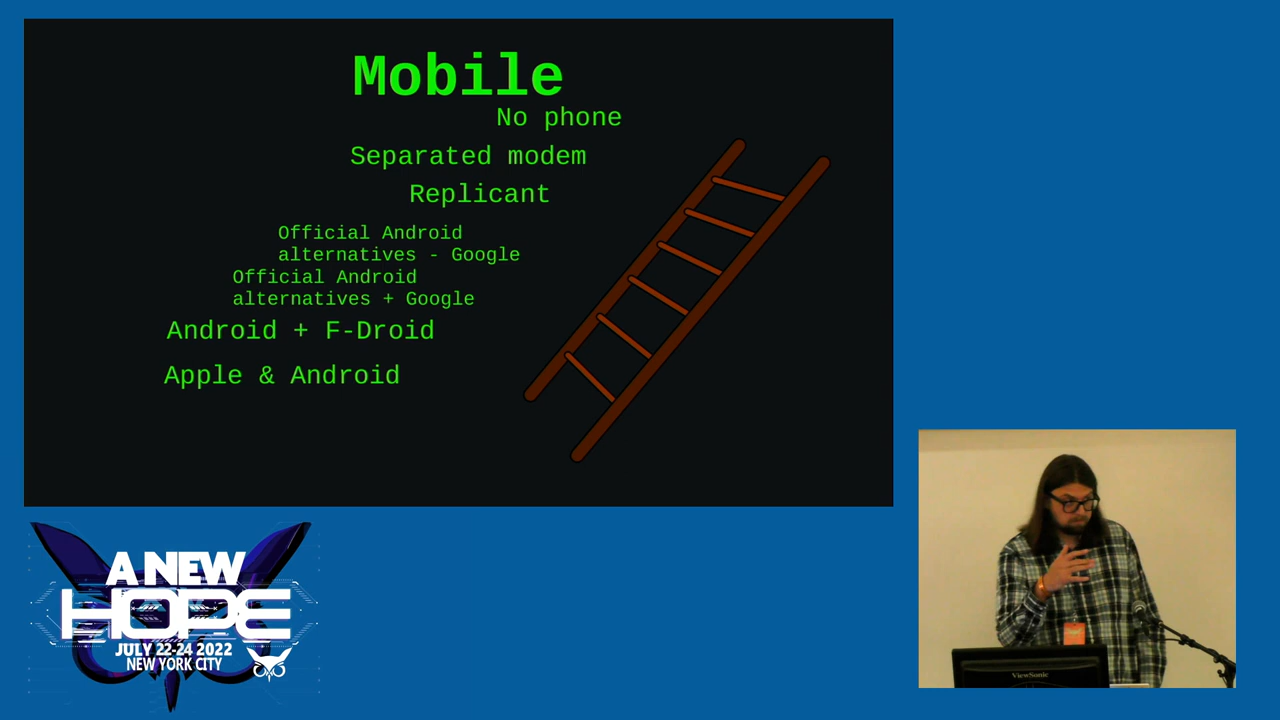 Mobile
No phone
Separated modem
Replicant
Official Android
alternatives - Google
Official Android
alternatives + Google
Android + F-Droid
Apple & Android
A NEW
HOPE
JULY 22-24 2022
NEW YORK CITY
ViewSonic